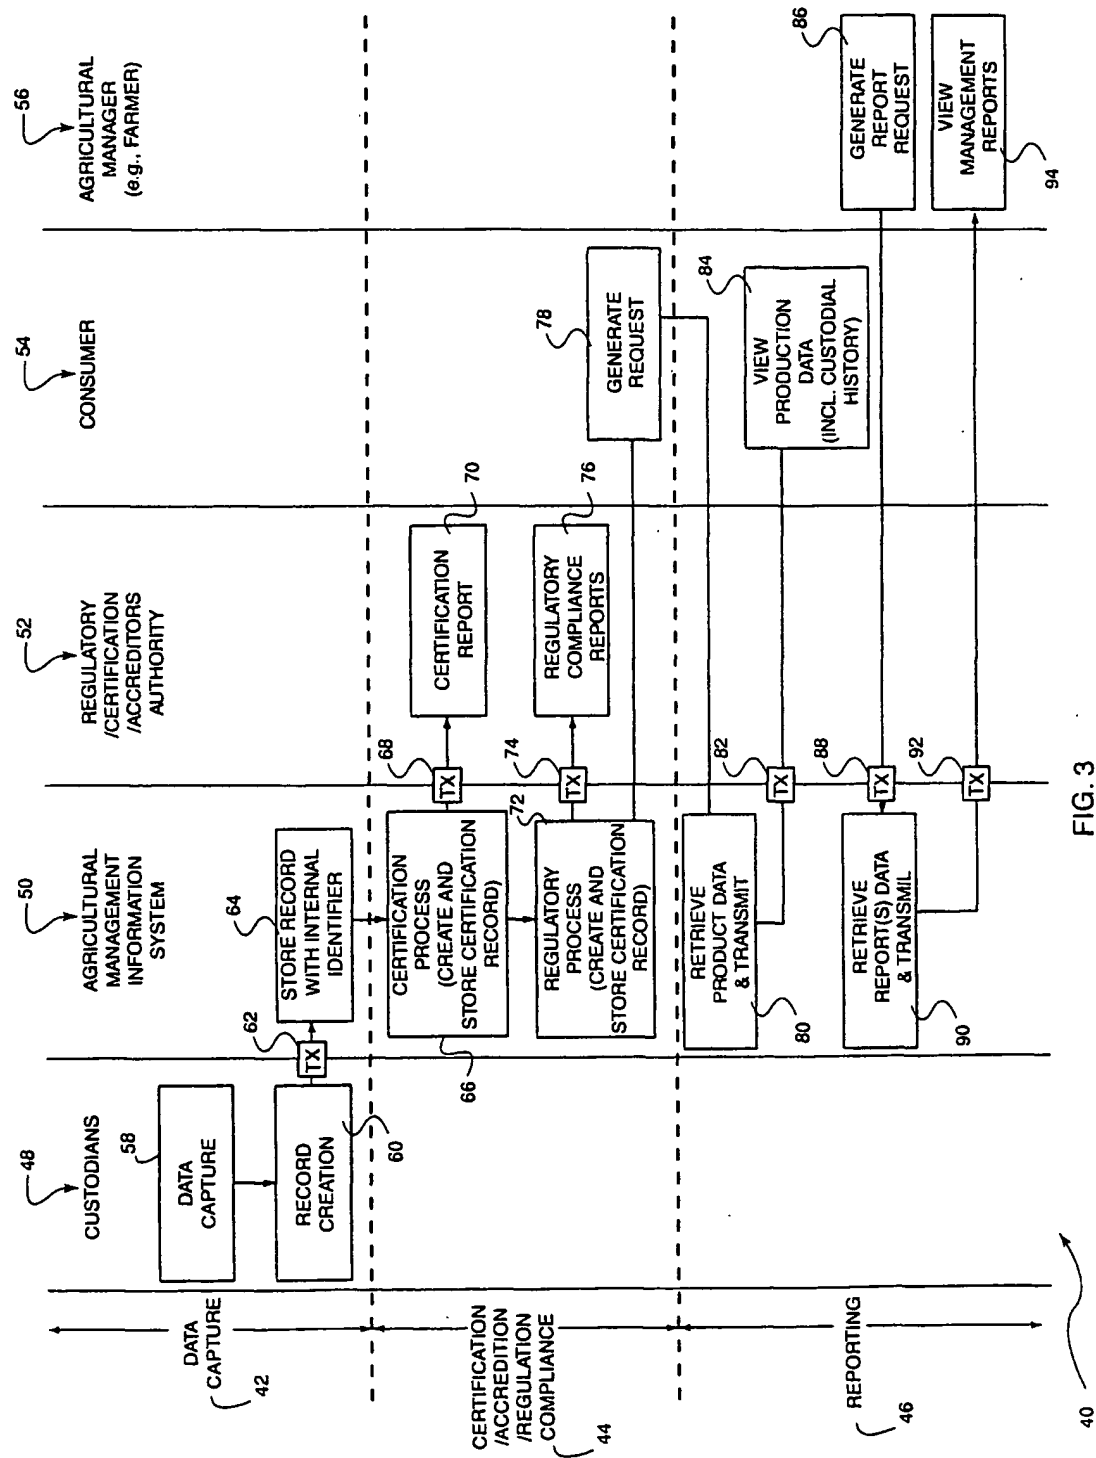 48
CUSTODIANS
50
AGRICULTURAL
MANAGEMENT
INFORMATION
SYSTEM
52
REGULATORY
/CERTIFICATION
/ACCREDITORS
AUTHORITY
54
CONSUMER
56
AGRICULTURAL
MANAGER
(e.g., FARMER)
DATA
CAPTURE
42
58
DATA
CAPTURE
RECORD
CREATION
60
62
TX
64
STORE RECORD
WITH INTERNAL
IDENTIFIER
CERTIFICATION
/ACCREDITION
/REGULATION
COMPLIANCE
44
66
CERTIFICATION
PROCESS
(CREATE AND
STORE CERTIFICATION
RECORD)
68
TX
70
CERTIFICATION
REPORT
72
REGULATORY
PROCESS
(CREATE AND
STORE CERTIFICATION
RECORD)
74
TX
76
REGULATORY
COMPLIANCE
REPORTS
78
GENERATE
REQUEST
REPORTING
46
RETRIEVE
PRODUCT DATA
& TRANSMIT
80
82
TX
84
VIEW
PRODUCTION
DATA
(INCL. CUSTODIAL
HISTORY)
86
GENERATE
REPORT
REQUEST
88
TX
RETRIEVE
REPORT(S) DATA
& TRANSMIL
90
92
TX
VIEW
MANAGEMENT
REPORTS
94
40
FIG. 3